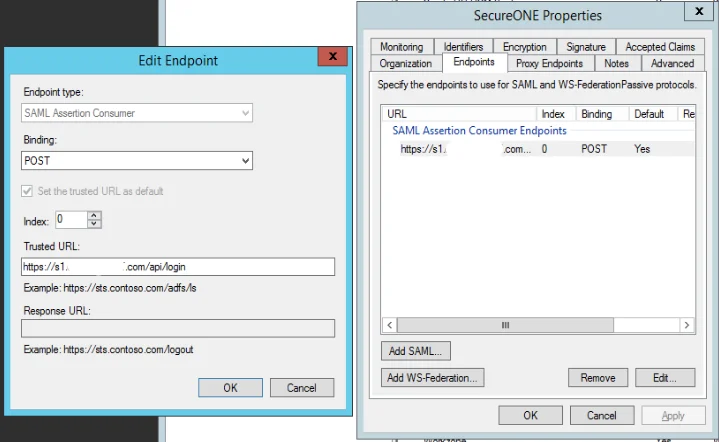 Edit Endpoint
X
Endpoint type:
SAML Assertion Consumer
Binding:
POST
Set the trusted URL as default
Index: 0
Trusted URL:
https://s1. .com/api/login
Example: https://sts.contoso.com/adfs/ls
Response URL:
Example: https://sts.contoso.com/logout
OK Cancel
SecureONE Properties
X
Monitoring Identifiers Encryption Signature Accepted Claims
Organization Endpoints Proxy Endpoints Notes Advanced
Specify the endpoints to use for SAML and WS-FederationPassive protocols.
URL Index Binding Default Re
SAML Assertion Consumer Endpoints
https://s1. .com... 0 POST Yes
Add SAML...
Add WS-Federation... Remove Edit...
OK Cancel Apply